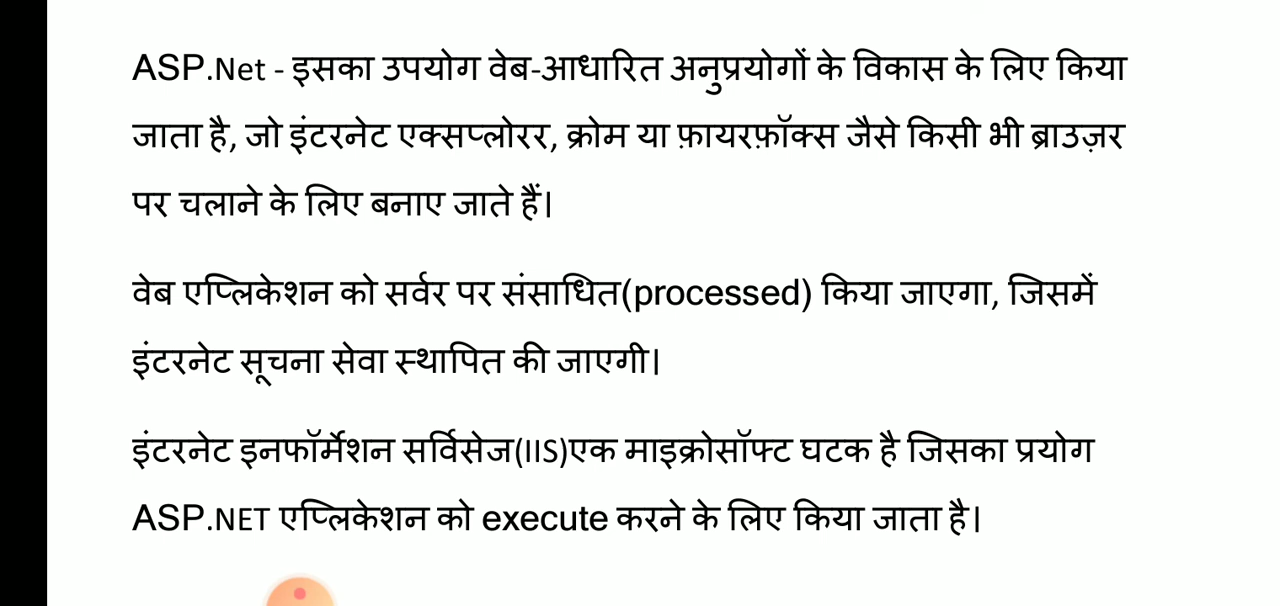 ASP.Net - इसका उपयोग वेब-आधारित अनुप्रयोगों के विकास के लिए किया
जाता है, जो इंटरनेट एक्सप्लोरर, क्रोम या फ़ायरफ़ॉक्स जैसे किसी भी ब्राउज़र
पर चलाने के लिए बनाए जाते हैं।
वेब एप्लिकेशन को सर्वर पर संसाधित(processed) किया जाएगा, जिसमें
इंटरनेट सूचना सेवा स्थापित की जाएगी।
इंटरनेट इनफॉर्मेशन सर्विसेज(IIS)एक माइक्रोसॉफ्ट घटक है जिसका प्रयोग
ASP.NET एप्लिकेशन को execute करने के लिए किया जाता है।